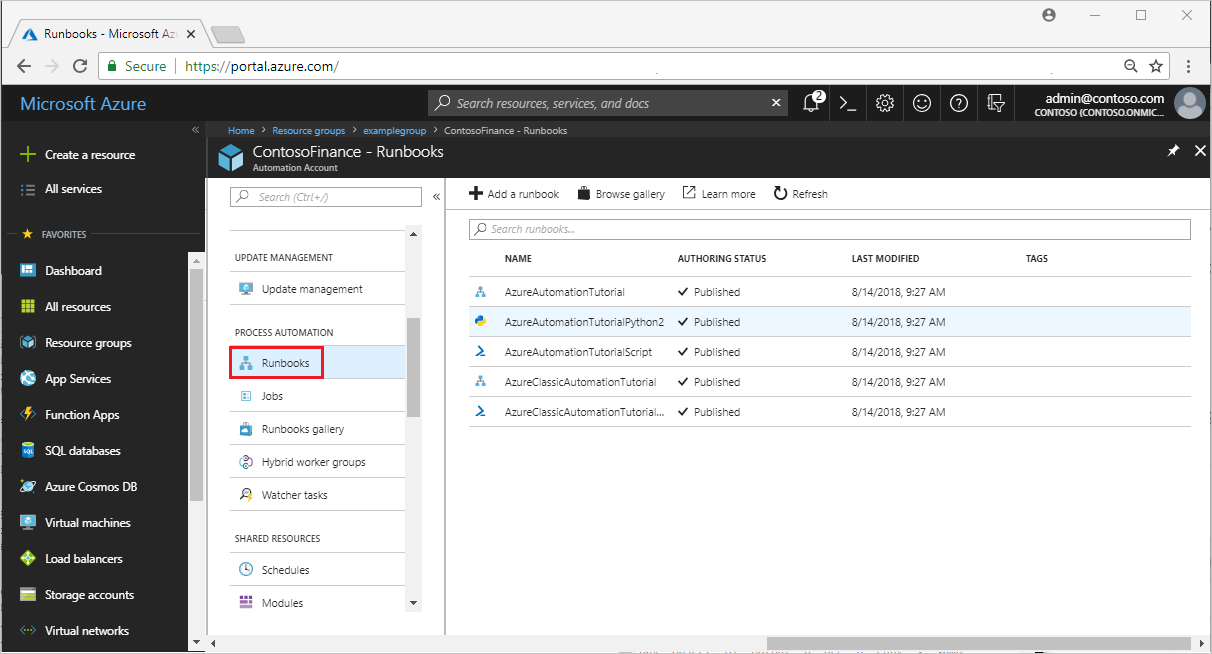 Runbooks - Microsoft Az
Secure https://portal.azure.com/
Microsoft Azure
Search resources, services, and docs
2
admin@contoso.com
CONTOSO (CONTOSO.ONMIC...
Home > Resource groups > examplegroup > ContosoFinance - Runbooks
ContosoFinance - Runbooks
Automation Account
Create a resource
All services
FAVORITES
Dashboard
All resources
Resource groups
App Services
Function Apps
SQL databases
Azure Cosmos DB
Virtual machines
Load balancers
Storage accounts
Virtual networks
Search (Ctrl+/)
UPDATE MANAGEMENT
Update management
PROCESS AUTOMATION
Runbooks
Jobs
Runbooks gallery
Hybrid worker groups
Watcher tasks
SHARED RESOURCES
Schedules
Modules
Add a runbook Browse gallery Learn more Refresh
Search runbooks...
NAME AUTHORING STATUS LAST MODIFIED TAGS
AzureAutomationTutorial Published 8/14/2018, 9:27 AM
AzureAutomationTutorialPython2 Published 8/14/2018, 9:27 AM
AzureAutomationTutorialScript Published 8/14/2018, 9:27 AM
AzureClassicAutomationTutorial Published 8/14/2018, 9:27 AM
AzureClassicAutomationTutorial... Published 8/14/2018, 9:27 AM